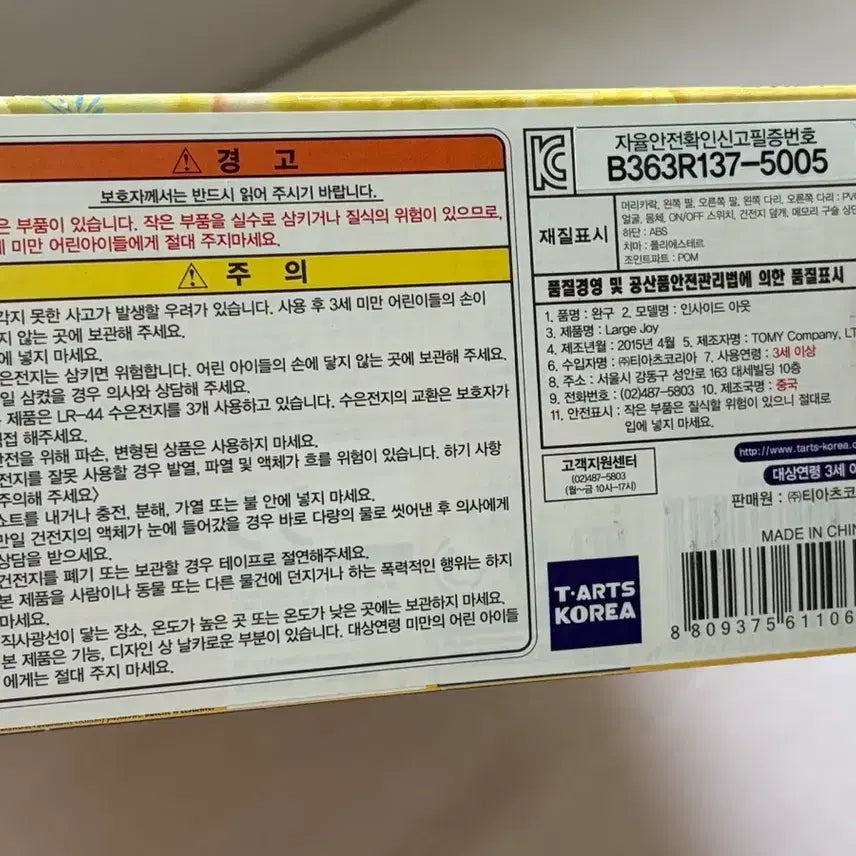 경 고
보호자께서는 반드시 읽어 주시기 바랍니다.
은 부품이 있습니다. 작은 부품을 실수로 삼키거나 질식의 위험이 있으므로,
미만 어린아이들에게 절대 주지마세요.
주 의
각지 못한 사고가 발생할 우려가 있습니다. 사용 후 3세 미만 어린이들의 손이
지 않는 곳에 보관해 주세요.
에 넣지 마세요.
은전지는 삼키면 위험합니다. 어린 아이들의 손에 닿지 않는 곳에 보관해 주세요.
일 삼켰을 경우 의사와 상담해 주세요.
제품은 LR-44 수은전지를 3개 사용하고 있습니다. 수은전지의 교환은 보호자가
접 해주세요.
전을 위해 파손, 변형된 상품은 사용하지 마세요.
전지를 잘못 사용할 경우 발열, 파열 및 액체가 흐를 위험이 있습니다. 하기 사항
주의해 주세요〉
쇼트를 내거나 충전, 분해, 가열 또는 불 안에 넣지 마세요.
만일 건전지의 액체가 눈에 들어갔을 경우 바로 다량의 물로 씻어낸 후 의사에게
상담을 받으세요.
건전지를 폐기 또는 보관할 경우 테이프로 절연해주세요.
본 제품을 사람이나 동물 또는 다른 물건에 던지거나 하는 폭력적인 행위는 하지
마세요.
직사광선이 닿는 장소, 온도가 높은 곳 또는 온도가 낮은 곳에는 보관하지 마세요.
본 제품은 기능, 디자인 상 날카로운 부분이 있습니다. 대상연령 미만의 어린 아이들
에게는 절대 주지 마세요.
자율안전확인신고필증번호
B363R137-5005
재질표시
머리카락, 왼쪽 팔, 오른쪽 팔, 왼쪽 다리, 오른쪽 다리 : PV
얼굴, 몸체, ON/OFF 스위치, 건전지 덮개, 메모리 구슬 상단
하단 : ABS
치마 : 폴리에스테르
조인트파트 : POM
품질경영 및 공산품안전관리법에 의한 품질표시
1. 품명 : 완구 2. 모델명 : 인사이드 아웃
3. 제품명 : Large Joy
4. 제조년월 : 2015년 4월 5. 제조자명 : TOMY Company, LT
6. 수입자명 : ㈜티아츠코리아 7. 사용연령 : 3세 이상
8. 주소 : 서울시 강동구 성안로 163 대세빌딩 10층
9. 전화번호 : (02)487-5803 10. 제조국명 : 중국
11. 안전표시 : 작은 부품은 질식할 위험이 있으니 절대로
입에 넣지 마세요.
고객지원센터
(02)487-5803
(월~금 10시-17시)
http://www.tarts-korea.c
대상연령 3세 이
판매원 : ㈜티아츠코
MADE IN CHIN
T·ARTS
KOREA
8 809375 61106